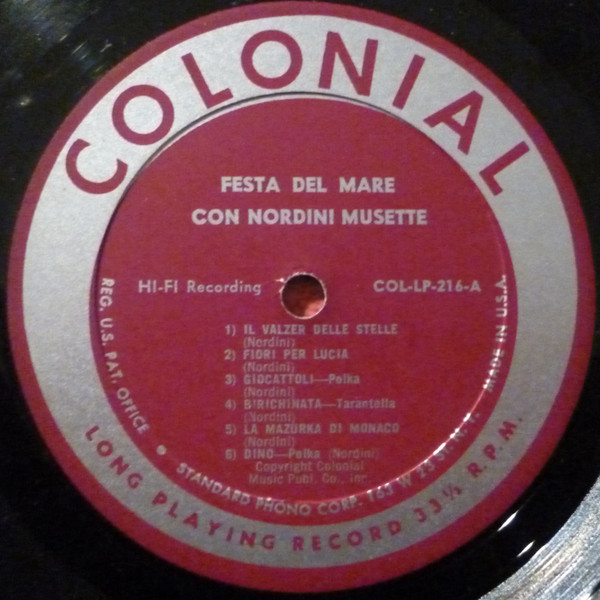 COLONIAL
FESTA DEL MARE
CON NORDINI MUSETTE
HI-FI Recording
COL-LP-216-A
1) IL VALZER DELLE STELLE
(Nordini)
2) FIORI PER LUCIA
(Nordini)
3) GIOCATTOLI—Polka
(Nordini)
4) BIRICHINATA—Tarantella
(Nordini)
5) LA MAZURKA DI MONACO
(Nordini)
6) DINO—Polka (Nordini)
Copyright Colonial
Music Publ. Co., Inc.
REG. U.S. PAT. OFFICE
STANDARD PHONO CORP. 163 W 23 St. N.Y.
MADE IN U.S.A.
LONG PLAYING RECORD 33⅓ R.P.M.